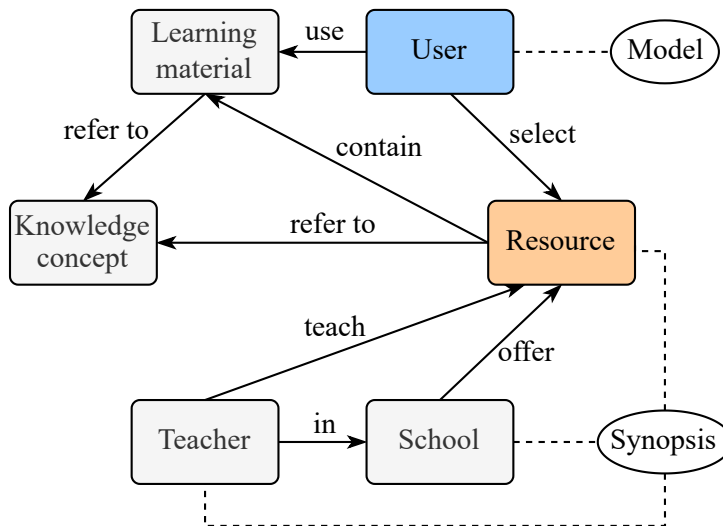 Learning
material
use
User
Model
refer to
contain
select
Knowledge
concept
refer to
Resource
teach
offer
Teacher
in
School
Synopsis